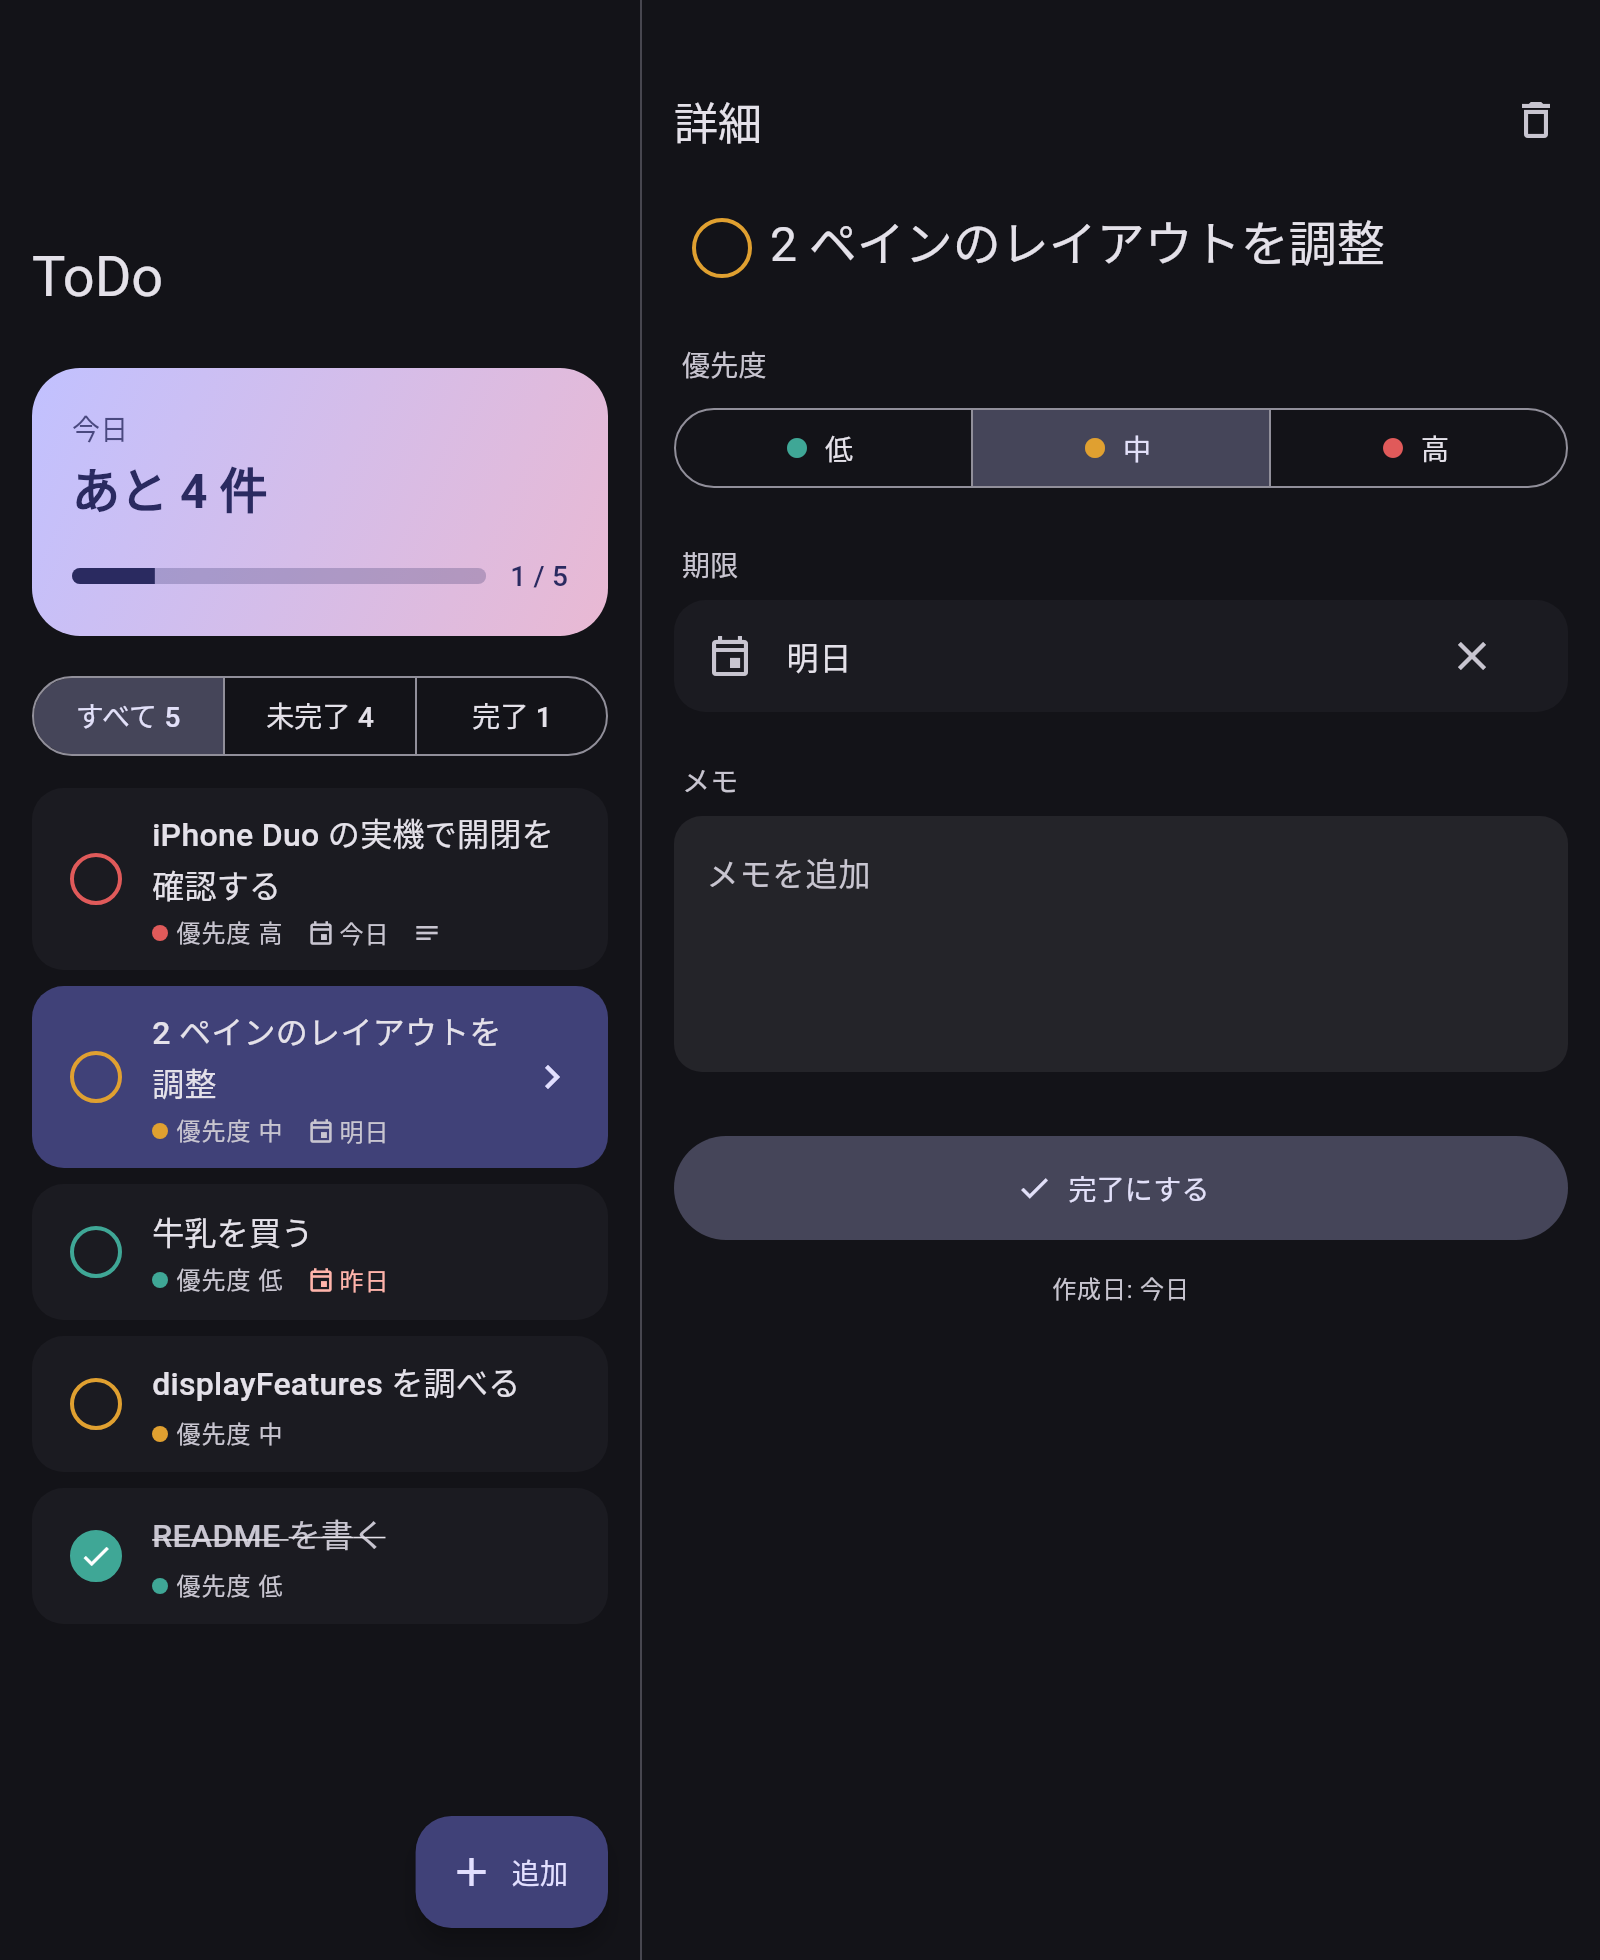 ToDo
今日
あと 4 件
1 / 5
すべて 5
未完了 4
完了 1
iPhone Duo の実機で開閉を
確認する
優先度 高
今日
2 ペインのレイアウトを
調整
優先度 中
明日
牛乳を買う
優先度 低
昨日
displayFeatures を調べる
優先度 中
README を書く
優先度 低
追加
詳細
2 ペインのレイアウトを調整
優先度
低
中
高
期限
明日
メモ
メモを追加
完了にする
作成日: 今日